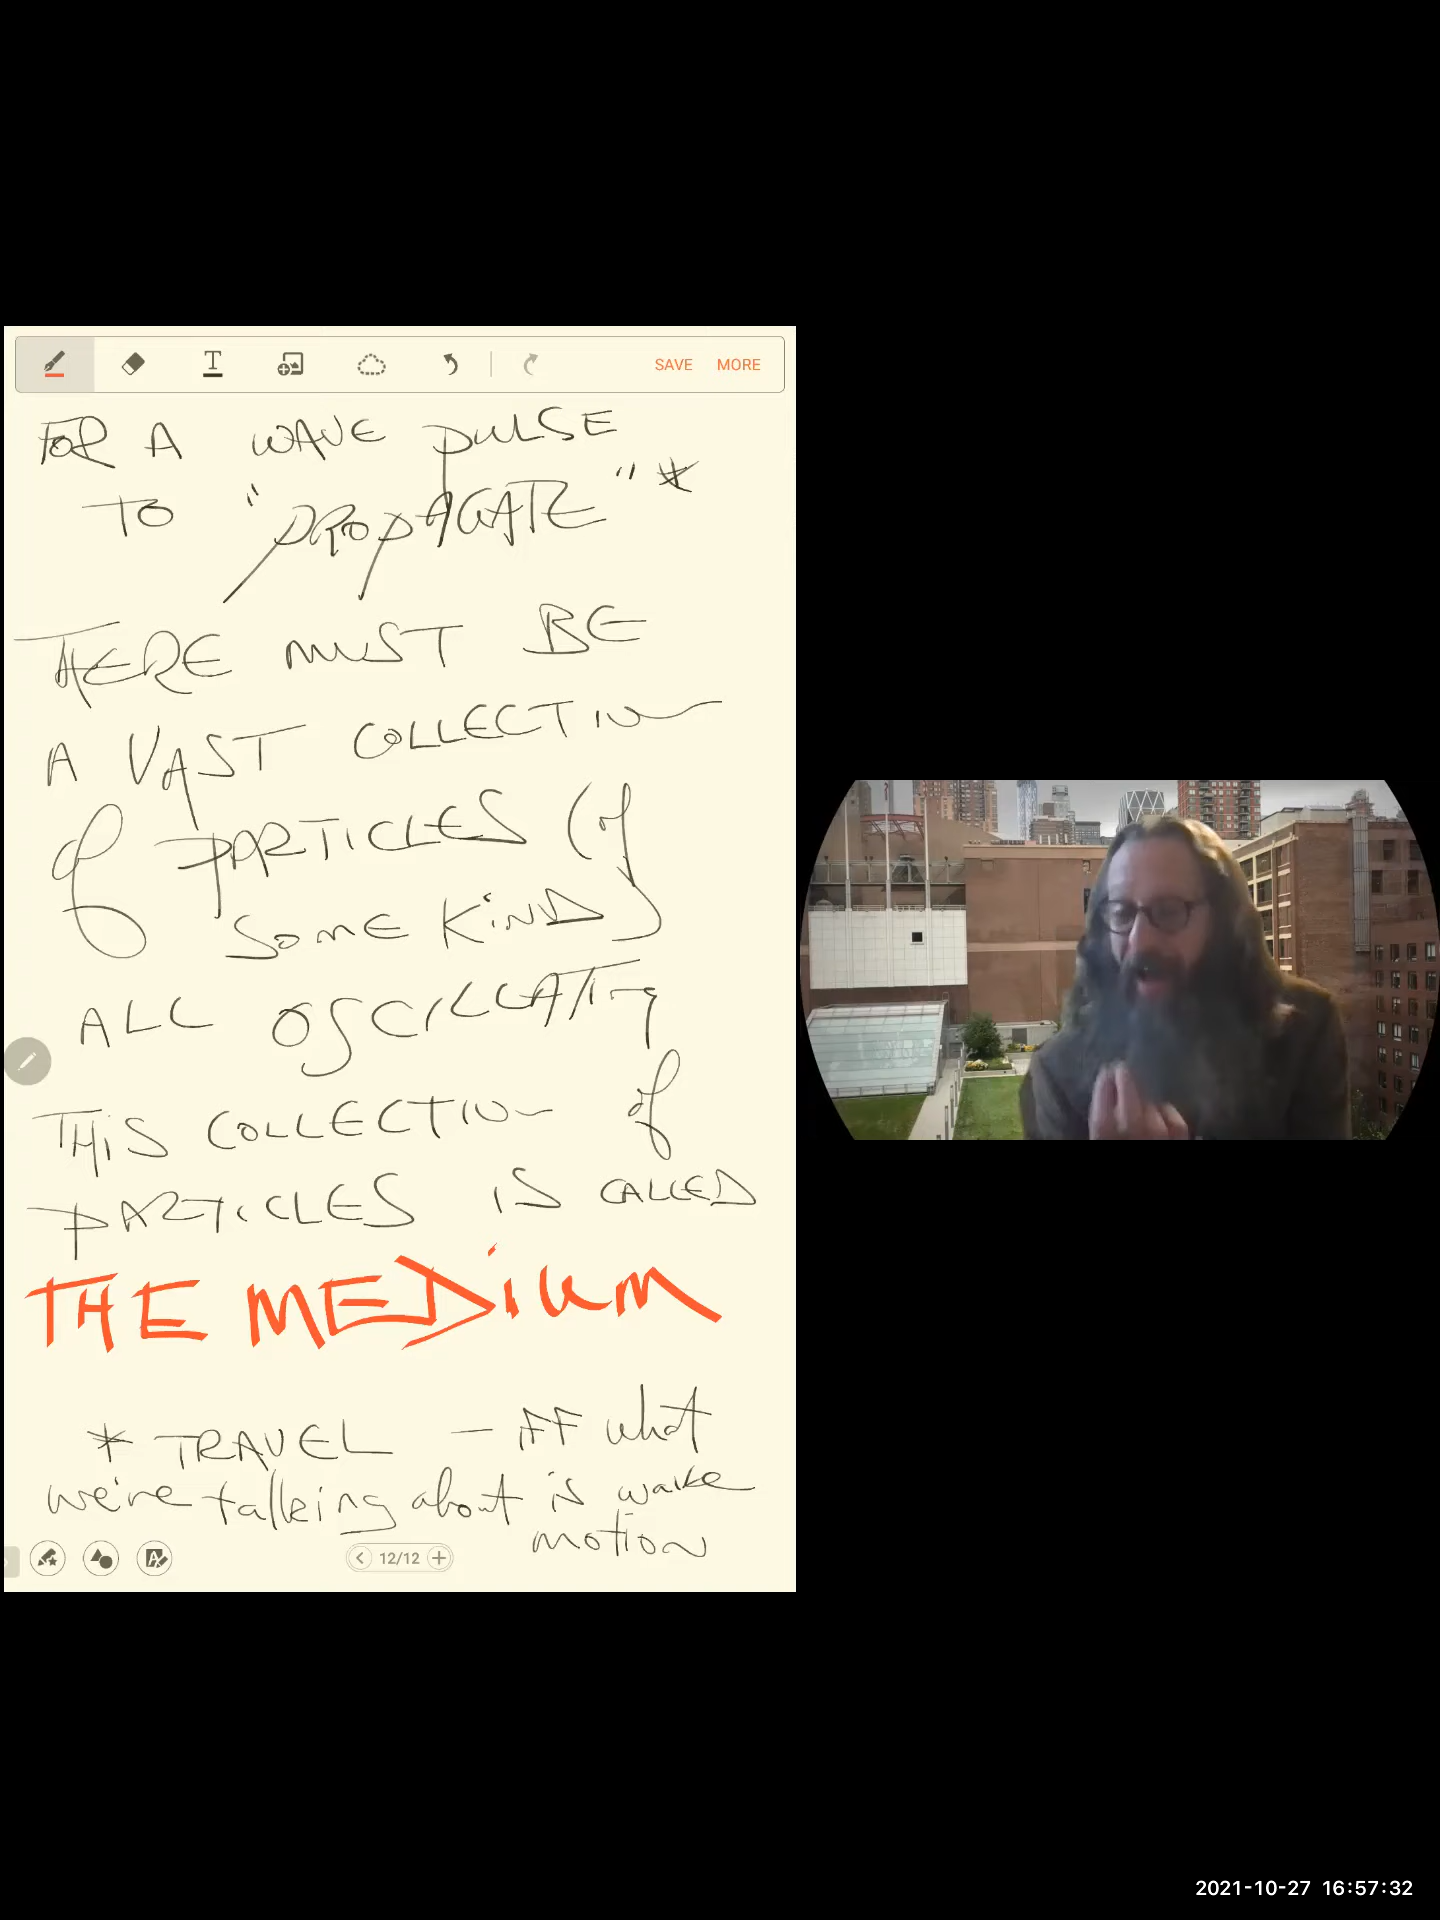 SAVE MORE
FOR A WAVE PULSE
TO "PROPAGATE" *
THERE MUST BE
A VAST COLLECTION
of PARTICLES (of
SOME KIND)
ALL OSCILLATING
THIS COLLECTION of
PARTICLES IS CALLED
THE MEDIUM
* TRAVEL - IFF what
we're talking about is wave
motion
12/12
2021-10-27 16:57:32